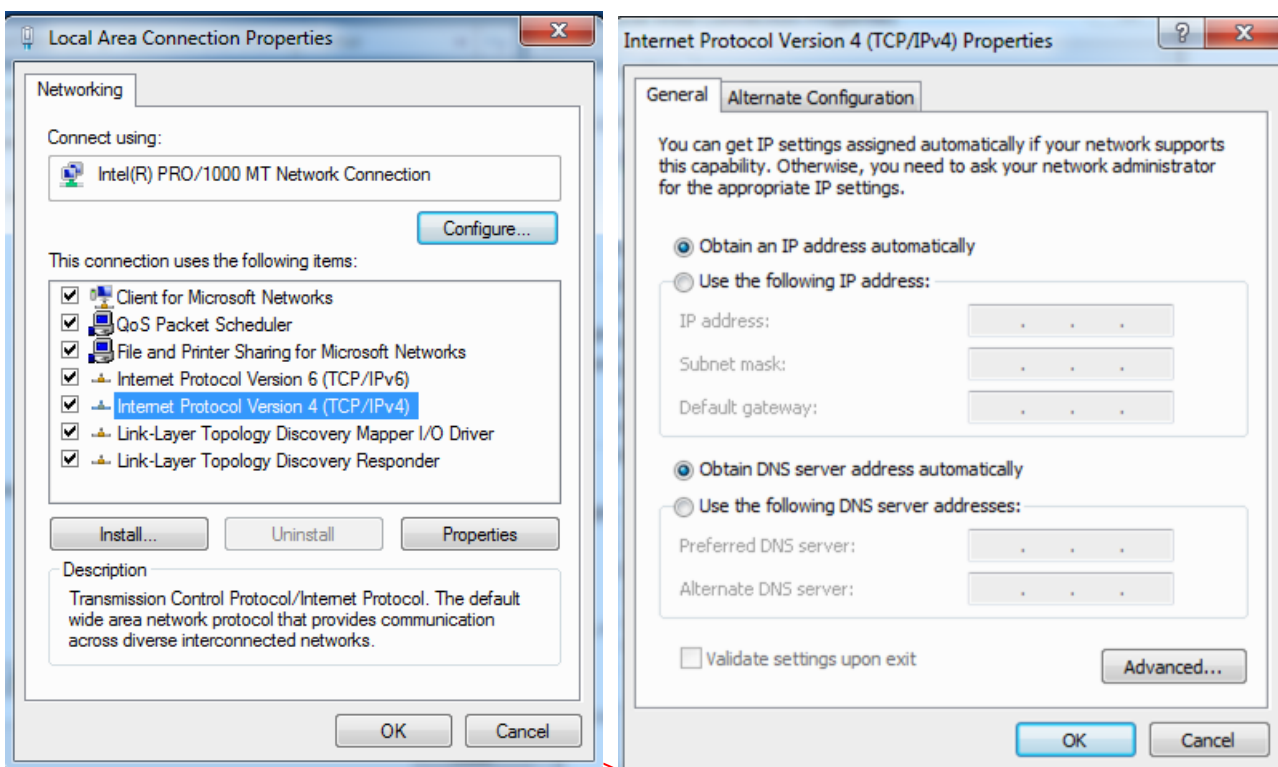 Local Area Connection Properties
Networking
Connect using:
Intel(R) PRO/1000 MT Network Connection
Configure...
This connection uses the following items:
Client for Microsoft Networks
QoS Packet Scheduler
File and Printer Sharing for Microsoft Networks
Internet Protocol Version 6 (TCP/IPv6)
Internet Protocol Version 4 (TCP/IPv4)
Link-Layer Topology Discovery Mapper I/O Driver
Link-Layer Topology Discovery Responder
Install...
Uninstall
Properties
Description
Transmission Control Protocol/Internet Protocol. The default
wide area network protocol that provides communication
across diverse interconnected networks.
OK
Cancel
Internet Protocol Version 4 (TCP/IPv4) Properties
General
Alternate Configuration
You can get IP settings assigned automatically if your network supports
this capability. Otherwise, you need to ask your network administrator
for the appropriate IP settings.
Obtain an IP address automatically
Use the following IP address:
IP address:
Subnet mask:
Default gateway:
Obtain DNS server address automatically
Use the following DNS server addresses:
Preferred DNS server:
Alternate DNS server:
Validate settings upon exit
Advanced...
OK
Cancel